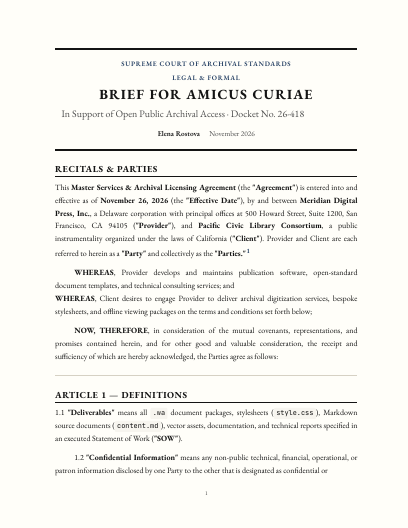 SUPREME COURT OF ARCHIVAL STANDARDS
LEGAL & FORMAL
BRIEF FOR AMICUS CURIAE
In Support of Open Public Archival Access · Docket No. 26-418
Elena Rostova November 2026
RECITALS & PARTIES
This Master Services & Archival Licensing Agreement (the "Agreement") is entered into and
effective as of November 26, 2026 (the "Effective Date"), by and between Meridian Digital
Press, Inc., a Delaware corporation with principal offices at 500 Howard Street, Suite 1200, San
Francisco, CA 94105 ("Provider"), and Pacific Civic Library Consortium, a public
instrumentality organized under the laws of California ("Client"). Provider and Client are each
referred to herein as a "Party" and collectively as the "Parties." 1
WHEREAS, Provider develops and maintains publication software, open-standard
document templates, and technical consulting services; and
WHEREAS, Client desires to engage Provider to deliver archival digitization services, bespoke
stylesheets, and offline viewing packages on the terms and conditions set forth below;
NOW, THEREFORE, in consideration of the mutual covenants, representations, and
promises contained herein, and for other good and valuable consideration, the receipt and
sufficiency of which are hereby acknowledged, the Parties agree as follows:
ARTICLE 1 — DEFINITIONS
1.1 "Deliverables" means all .wa document packages, stylesheets ( style.css ), Markdown
source documents ( content.md ), vector assets, documentation, and technical reports specified in
an executed Statement of Work ("SOW").
1.2 "Confidential Information" means any non-public technical, financial, operational, or
patron information disclosed by one Party to the other that is designated as confidential or
1